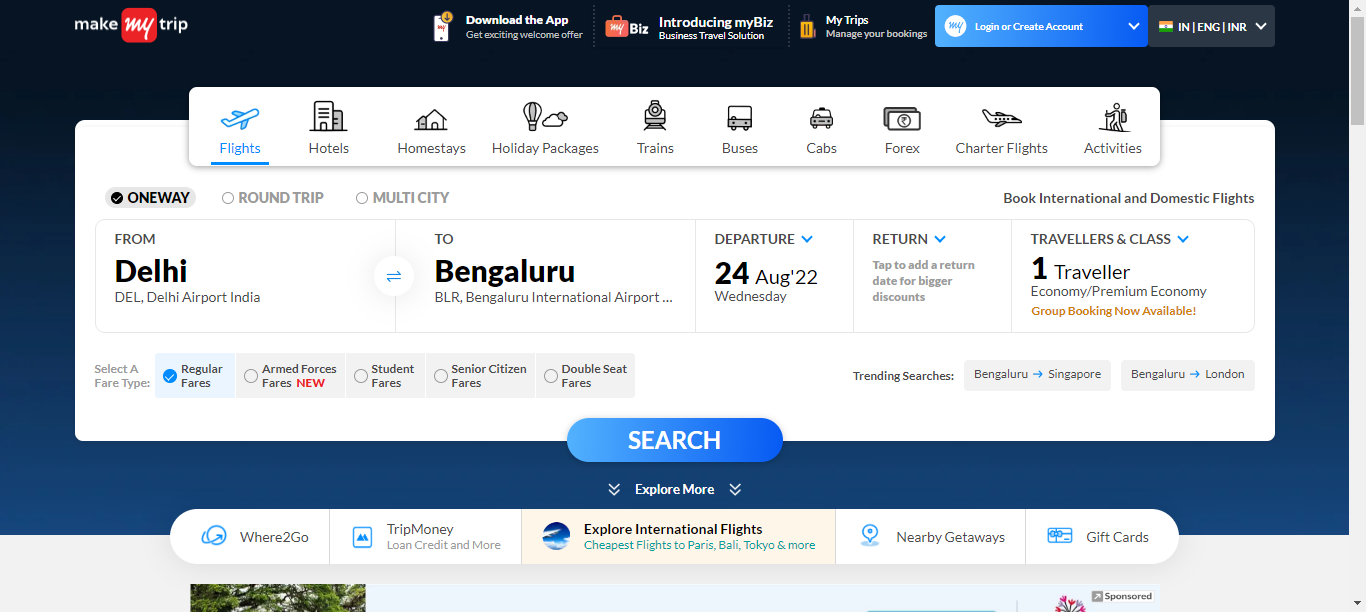 make my trip
Download the App
Get exciting welcome offer
my Biz
Introducing myBiz
Business Travel Solution
My Trips
Manage your bookings
my
Login or Create Account
IN | ENG | INR
Flights
Hotels
Homestays
Holiday Packages
Trains
Buses
Cabs
Forex
Charter Flights
Activities
ONEWAY
ROUND TRIP
MULTI CITY
Book International and Domestic Flights
FROM
Delhi
DEL, Delhi Airport India
TO
Bengaluru
BLR, Bengaluru International Airport ...
DEPARTURE
24 Aug'22
Wednesday
RETURN
Tap to add a return
date for bigger
discounts
TRAVELLERS & CLASS
1 Traveller
Economy/Premium Economy
Group Booking Now Available!
Select A
Fare Type:
Regular
Fares
Armed Forces
Fares NEW
Student
Fares
Senior Citizen
Fares
Double Seat
Fares
Trending Searches:
Bengaluru → Singapore
Bengaluru → London
SEARCH
Explore More
Where2Go
TripMoney
Loan Credit and More
Explore International Flights
Cheapest Flights to Paris, Bali, Tokyo & more
Nearby Getaways
Gift Cards
Sponsored